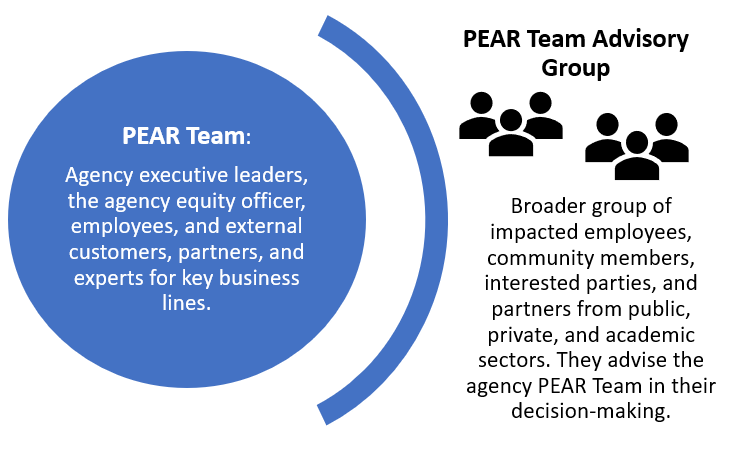 PEAR Team:
Agency executive leaders,
the agency equity officer,
employees, and external
customers, partners, and
experts for key business
lines.
PEAR Team Advisory
Group
Broader group of
impacted employees,
community members,
interested parties, and
partners from public,
private, and academic
sectors. They advise the
agency PEAR Team in their
decision-making.